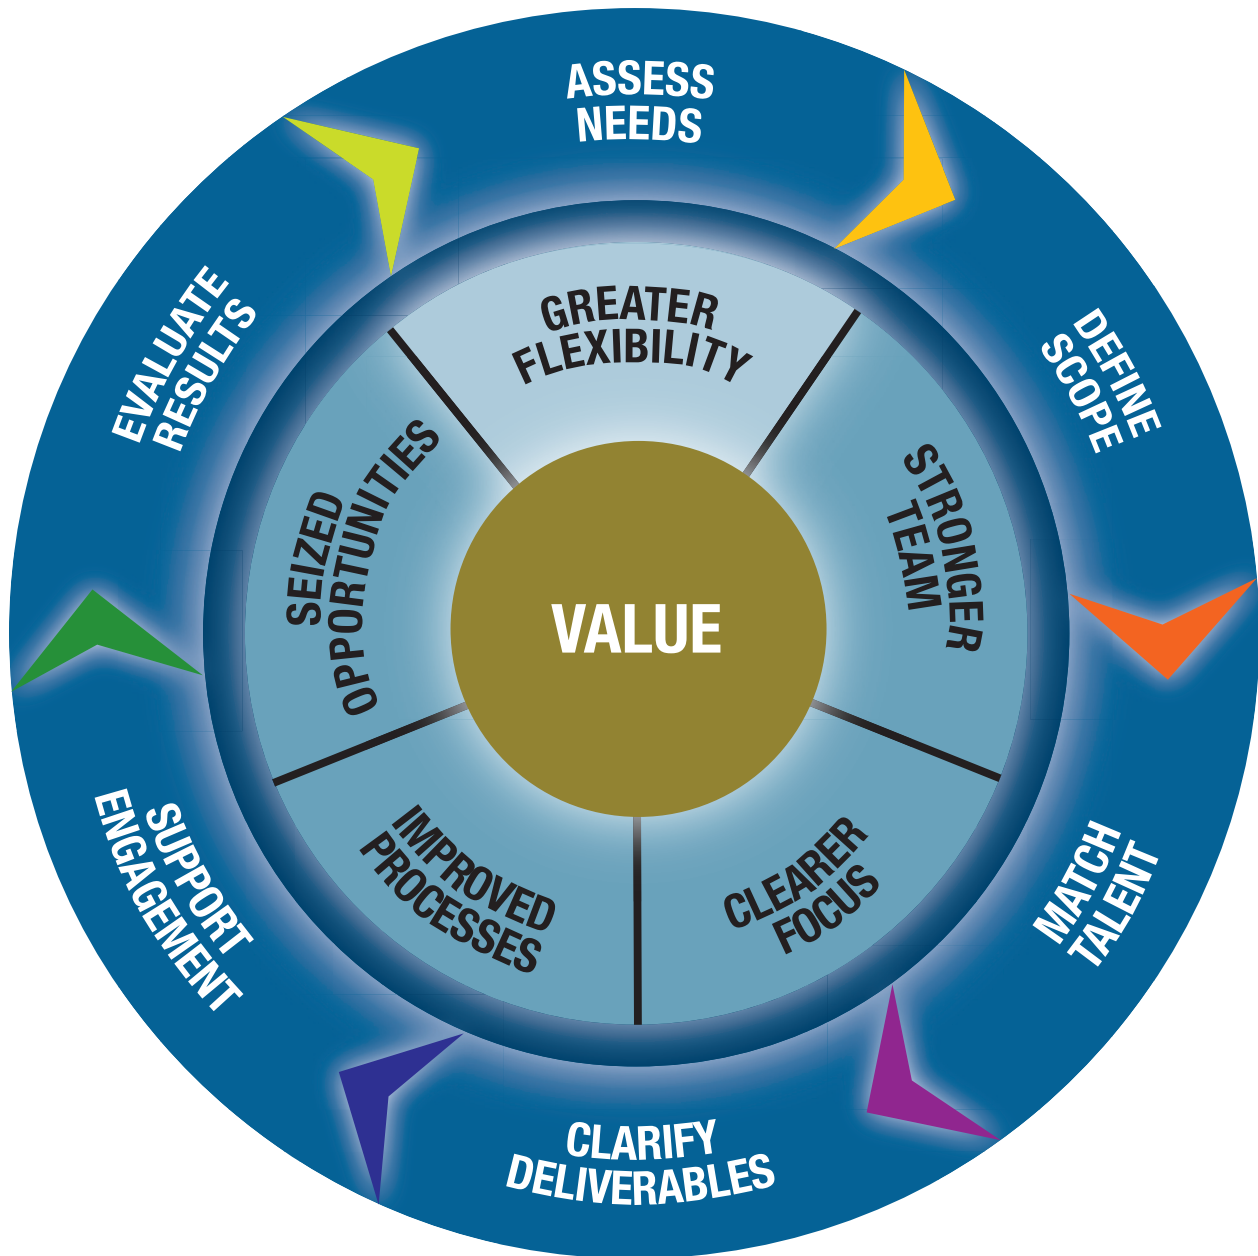 ASSESS
NEEDS
DEFINE
SCOPE
MATCH
TALENT
CLARIFY
DELIVERABLES
SUPPORT
ENGAGEMENT
EVALUATE
RESULTS
GREATER
FLEXIBILITY
STRONGER
TEAM
CLEARER
FOCUS
IMPROVED
PROCESSES
SEIZED
OPPORTUNITIES
VALUE